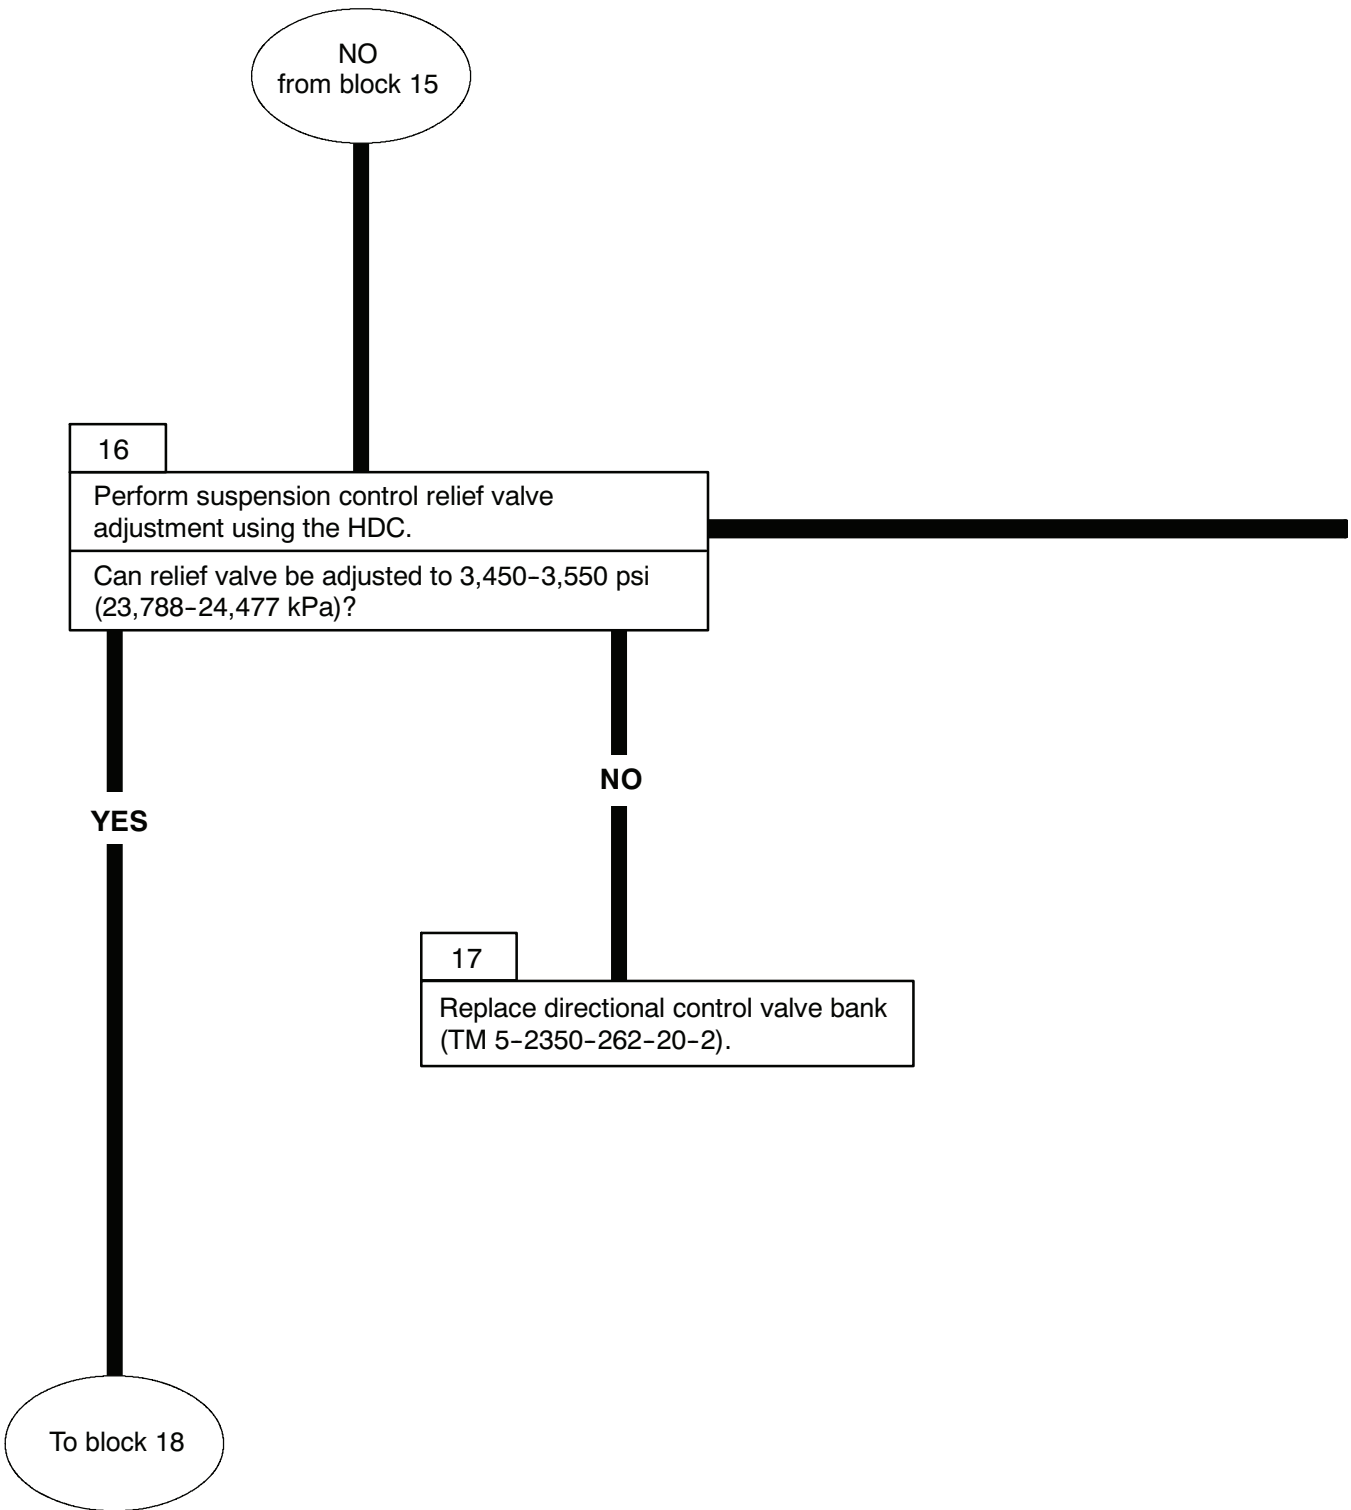 NO
from block 15
16
Perform suspension control relief valve
adjustment using the HDC.
Can relief valve be adjusted to 3,450-3,550 psi
(23,788-24,477 kPa)?
NO
YES
17
Replace directional control valve bank
(TM 5-2350-262-20-2).
To block 18